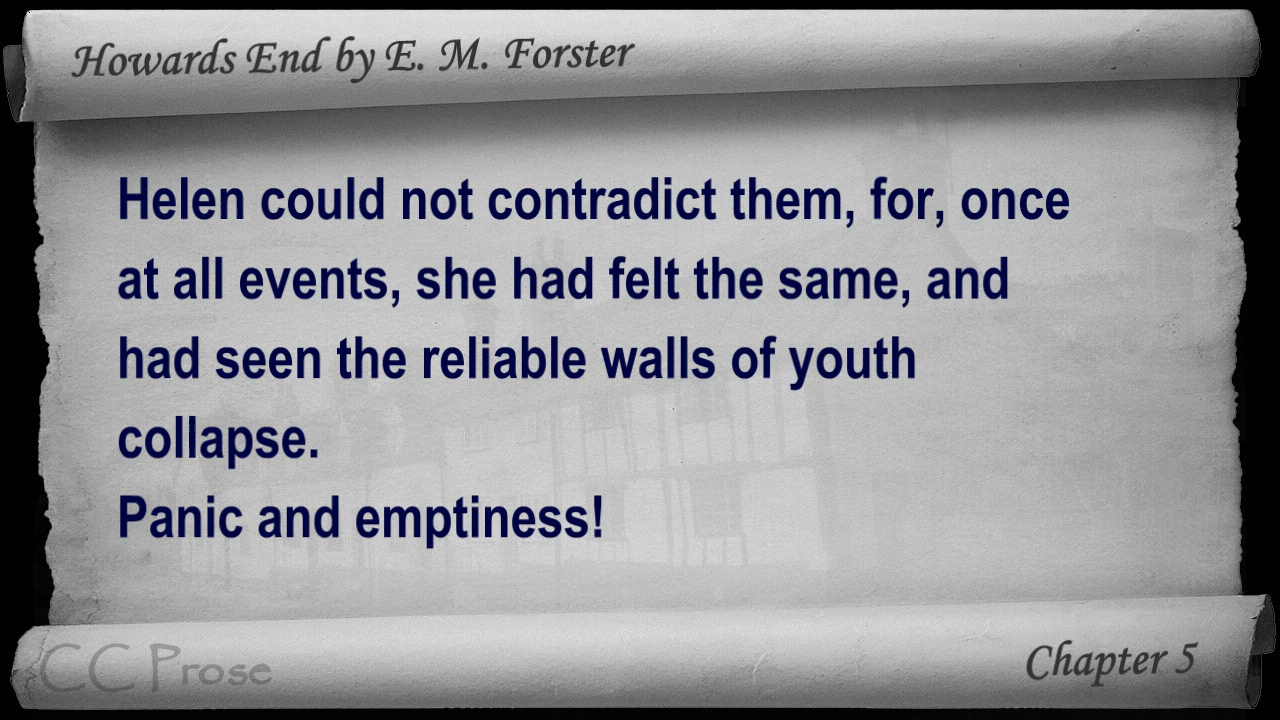 Howards End by E. M. Forster
Helen could not contradict them, for, once
at all events, she had felt the same, and
had seen the reliable walls of youth
collapse.
Panic and emptiness!
CC Prose
Chapter 5